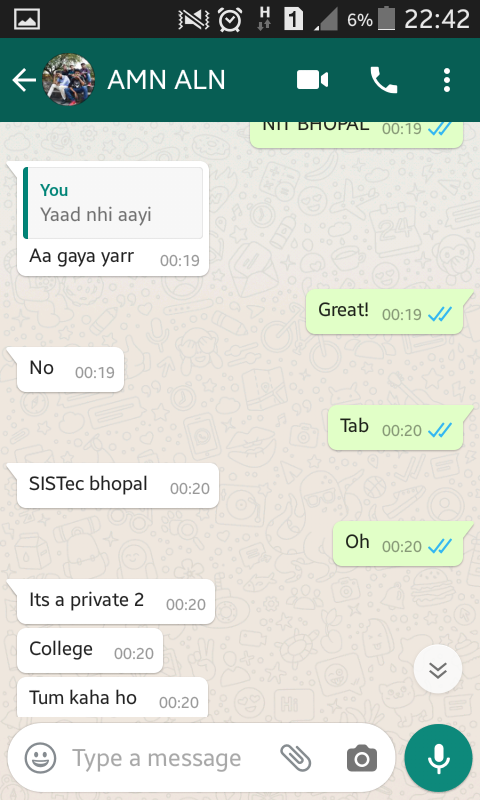 H 1 6% 22:42
AMN ALN
NIT BHOPAL 00:19
You
Yaad nhi aayi
Aa gaya yarr 00:19
Great! 00:19
No 00:19
Tab 00:20
SISTec bhopal 00:20
Oh 00:20
Its a private 2 00:20
College 00:20
Tum kaha ho 00:20
Type a message